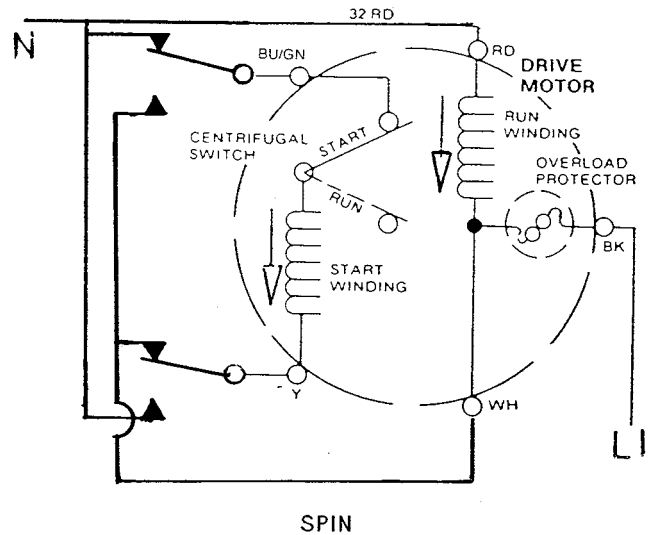 32 RD
N
BU/GN
RD
DRIVE
MOTOR
RUN
WINDING
CENTRIFUGAL
SWITCH
START
OVERLOAD
PROTECTOR
RUN
BK
START
WINDING
Y
WH
L1
SPIN